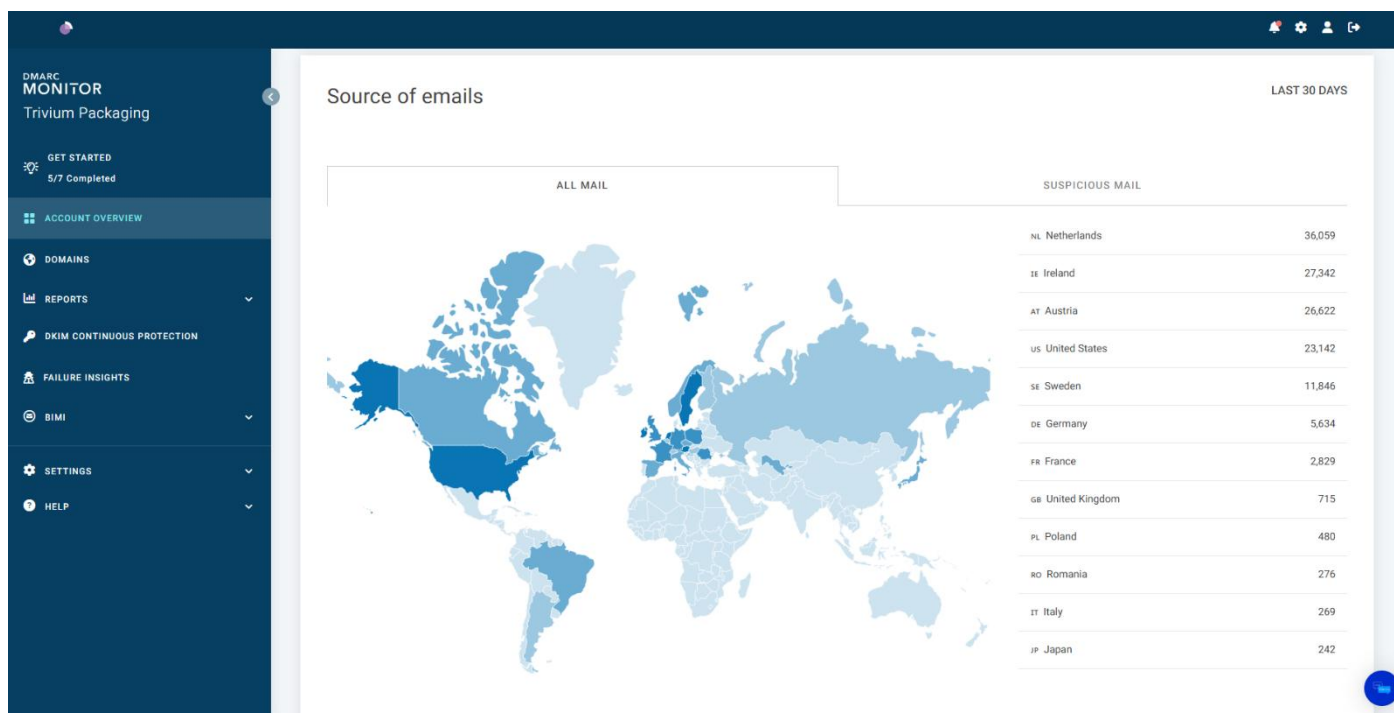 DMARC
MONITOR
Trivium Packaging
GET STARTED
5/7 Completed
ACCOUNT OVERVIEW
DOMAINS
REPORTS
DKIM CONTINUOUS PROTECTION
FAILURE INSIGHTS
BIMI
SETTINGS
HELP
Source of emails
LAST 30 DAYS
ALL MAIL
SUSPICIOUS MAIL
NL Netherlands 36,059
IE Ireland 27,342
AT Austria 26,622
US United States 23,142
SE Sweden 11,846
DE Germany 5,634
FR France 2,829
GB United Kingdom 715
PL Poland 480
RO Romania 276
IT Italy 269
JP Japan 242